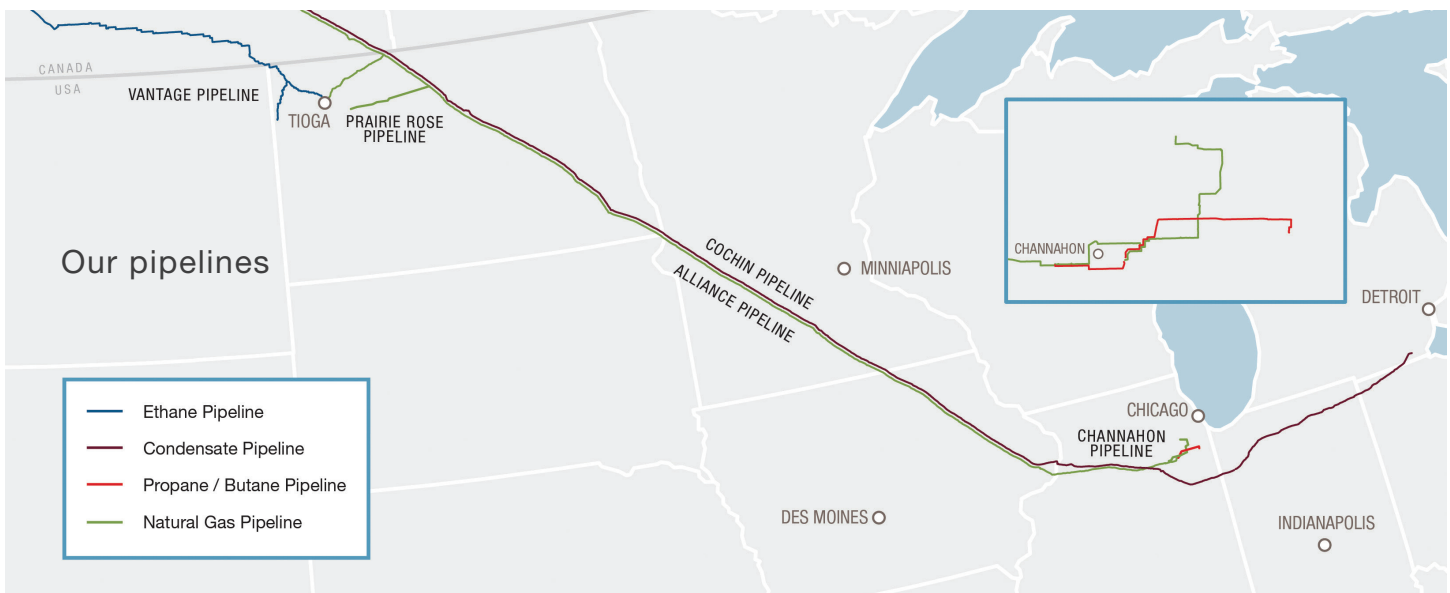 CANADA
USA
VANTAGE PIPELINE
TIOGA
PRAIRIE ROSE
PIPELINE
Our pipelines
COCHIN PIPELINE
ALLIANCE PIPELINE
MINNIAPOLIS
CHANNAHON
DETROIT
Ethane Pipeline
Condensate Pipeline
Propane / Butane Pipeline
Natural Gas Pipeline
CHICAGO
CHANNAHON
PIPELINE
DES MOINES
INDIANAPOLIS